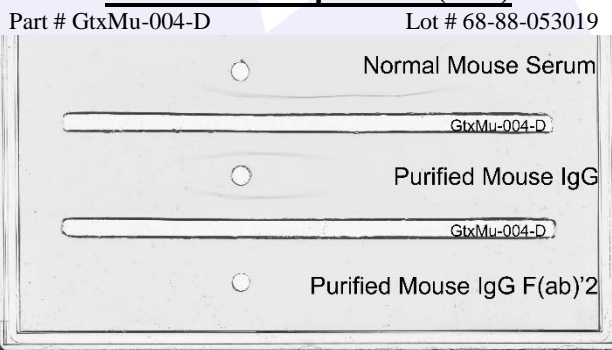 Part # GtxMu-004-D Lot # 68-88-053019
Normal Mouse Serum
GtxMu-004-D
Purified Mouse IgG
GtxMu-004-D
Purified Mouse IgG F(ab)'2